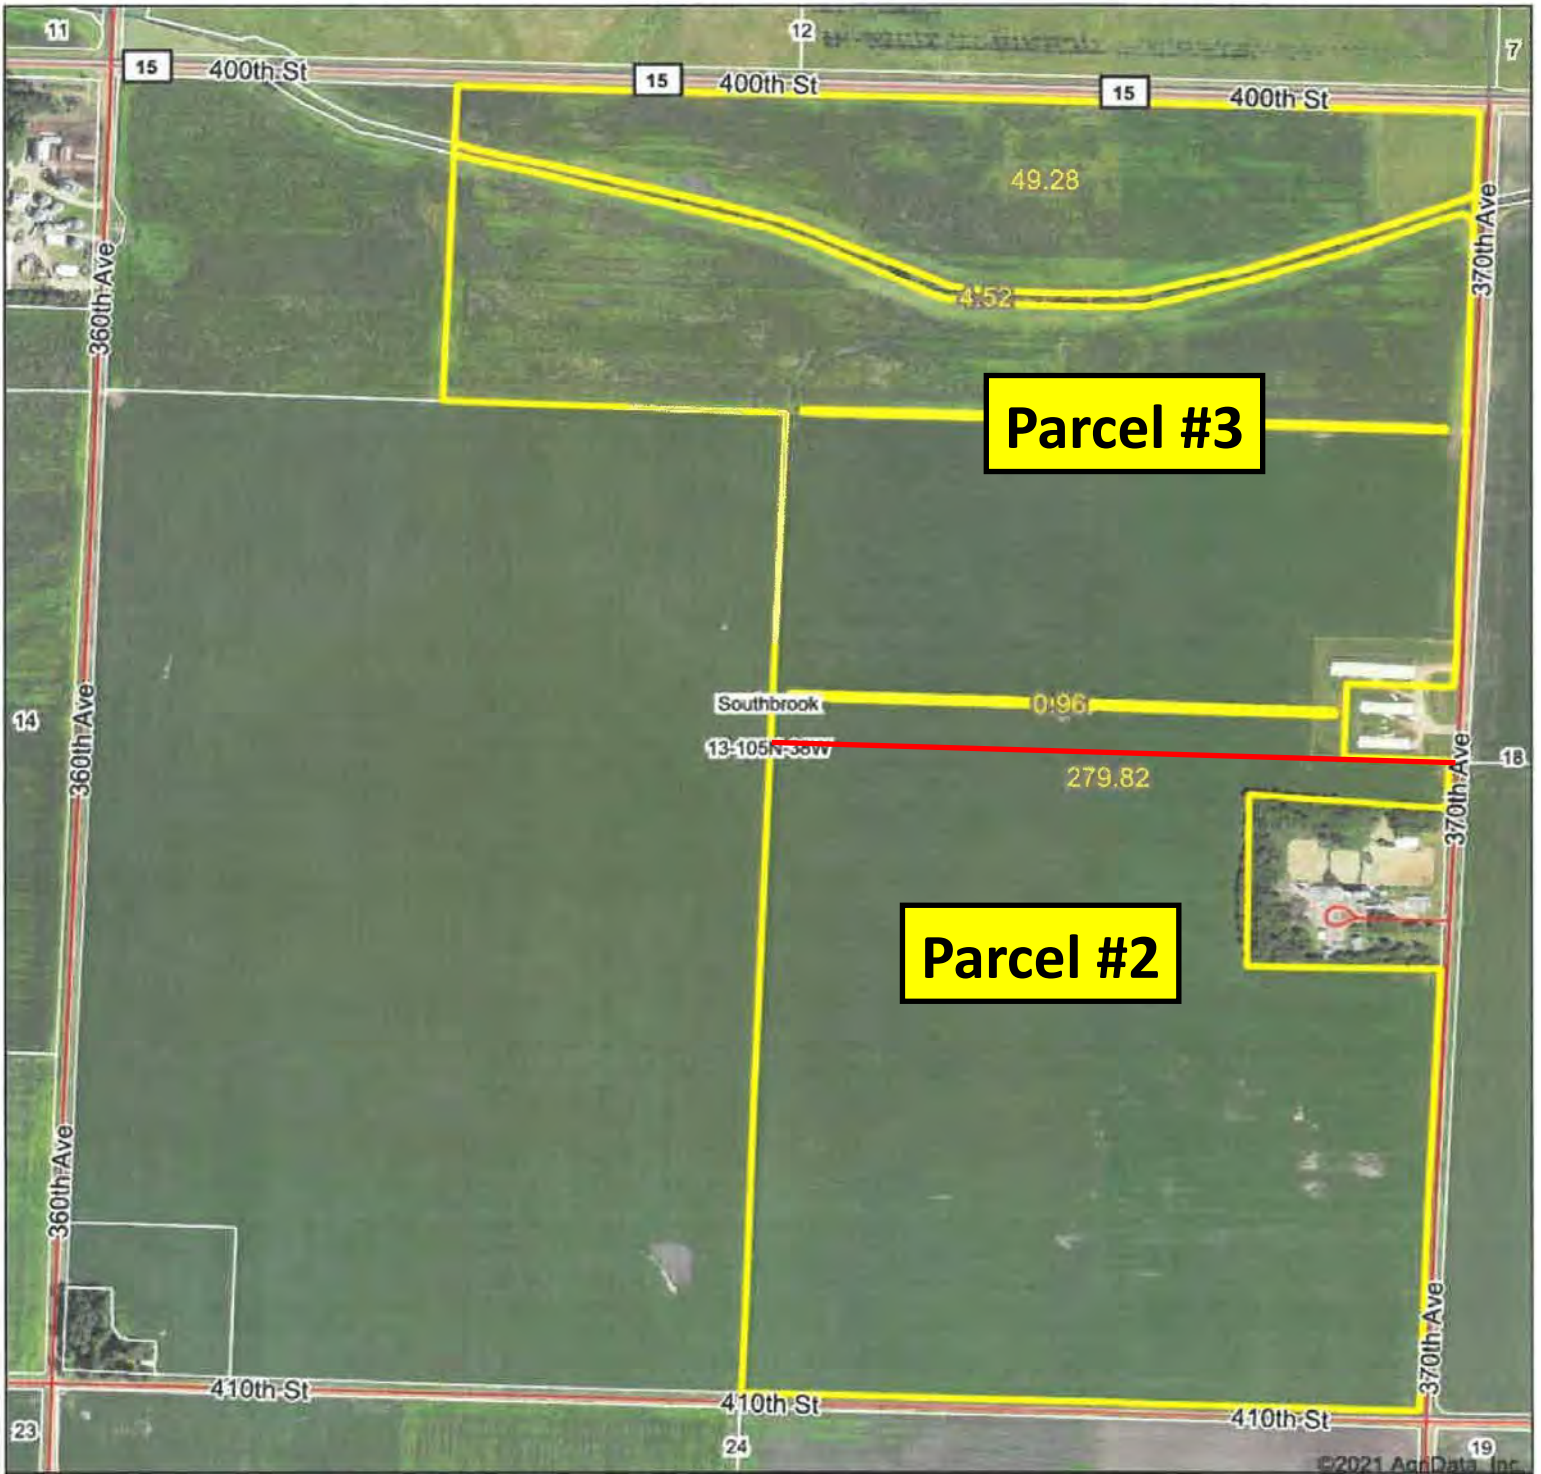 11
12
7
15
400th St
15
400th St
15
400th St
49.28
370th Ave
360th Ave
4.52
Parcel #3
14
360th Ave
Southbrook
0.96
13-105N-38W
279.82
370th Ave
18
Parcel #2
360th Ave
370th Ave
410th St
410th St
410th St
23
24
19
©2021 AgriData, Inc.